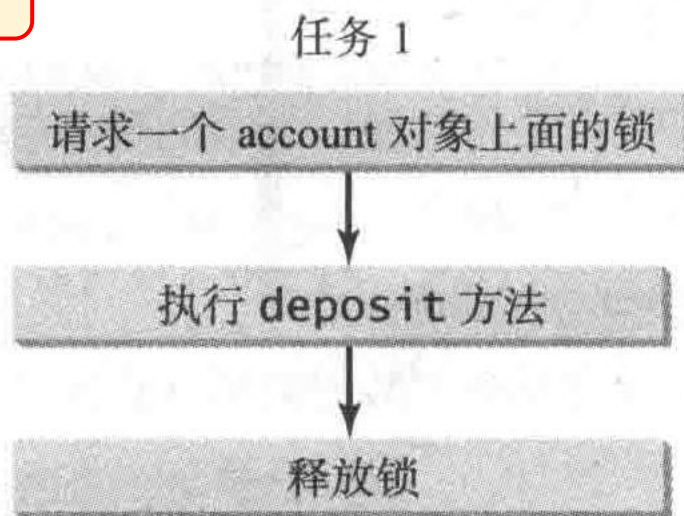 任务 1
请求一个 account 对象上面的锁
执行 deposit 方法
释放锁